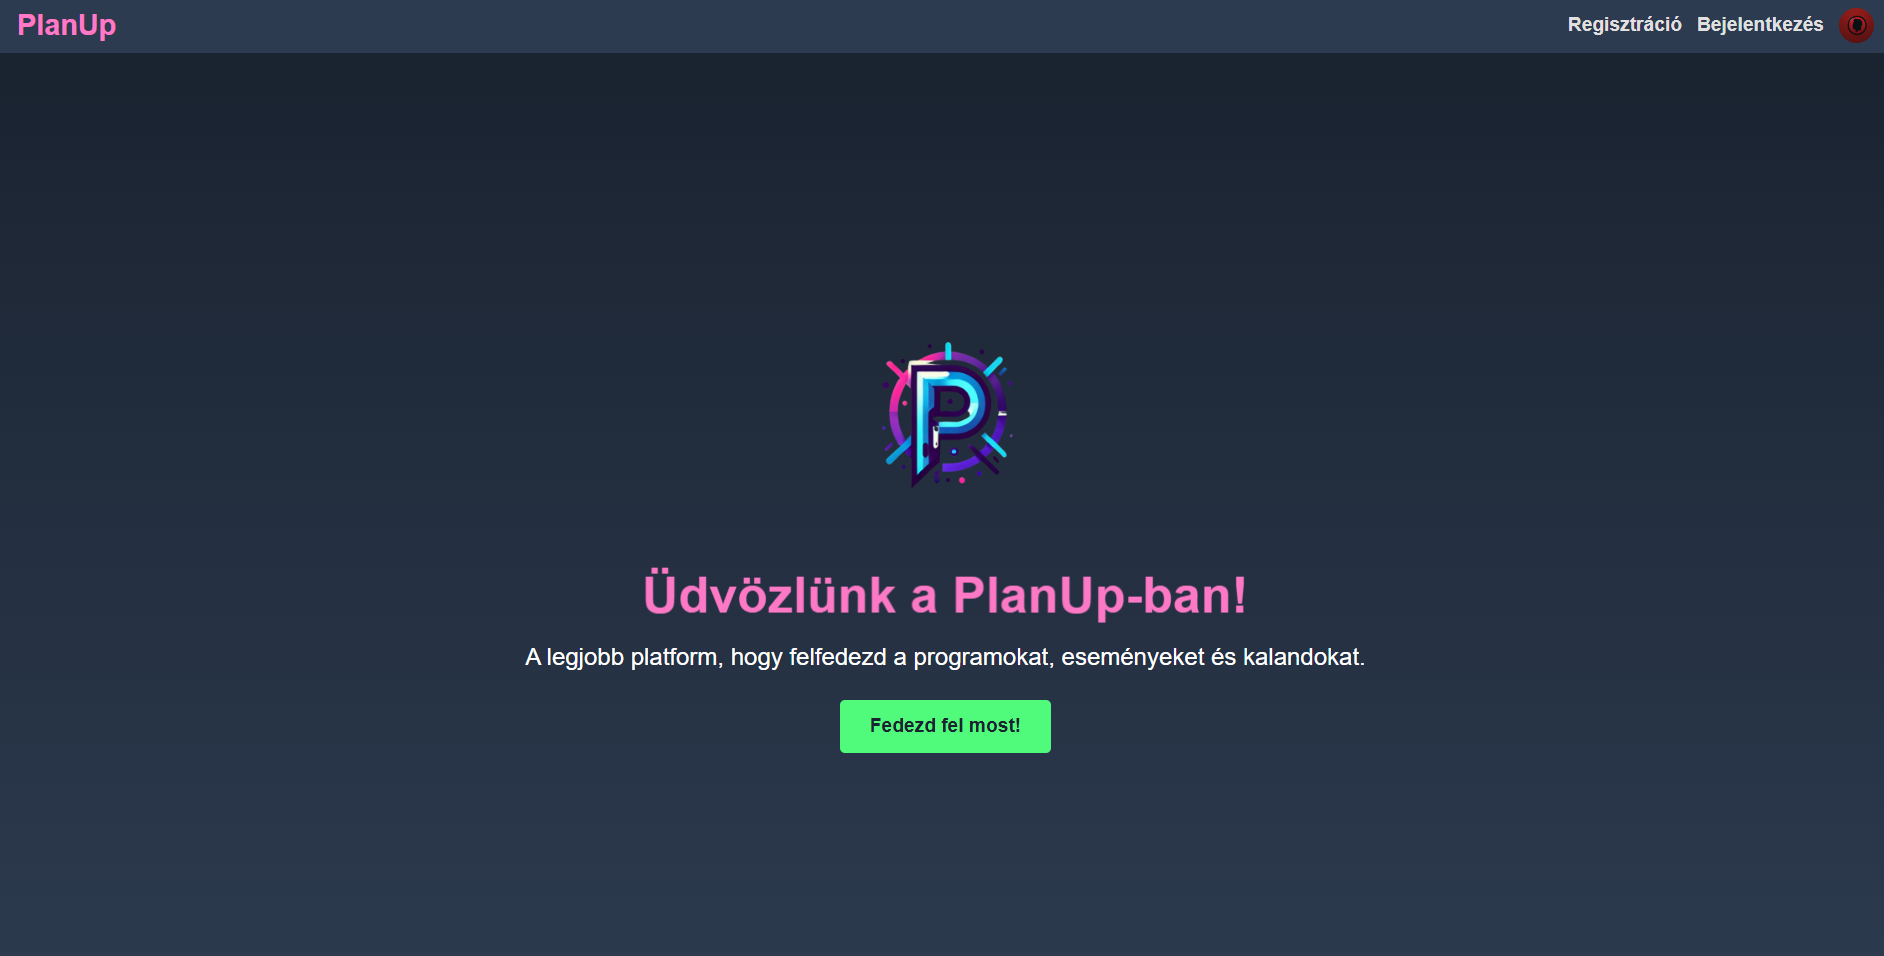 PlanUp
Regisztráció Bejelentkezés
P
Üdvözlünk a PlanUp-ban!
A legjobb platform, hogy felfedezd a programokat, eseményeket és kalandokat.
Fedezd fel most!